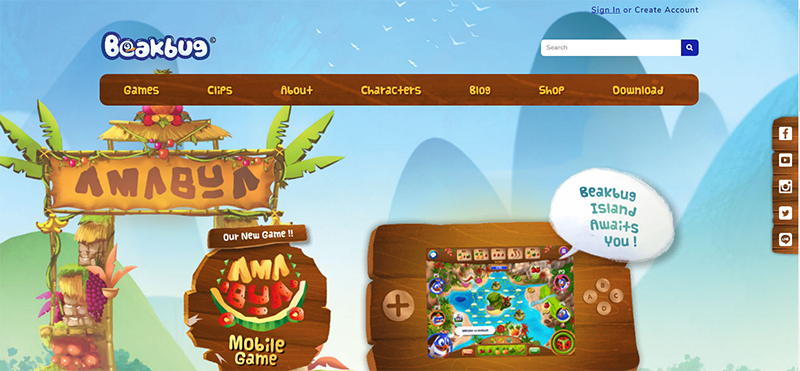 Sign In or Create Account
Beakbug©
Search
Games Clips About Characters Blog Shop Download
AMABUA
Our New Game !!
AMA
BUA
Mobile
Game
Beakbug
Island
Awaits
You !
A
B
C
D